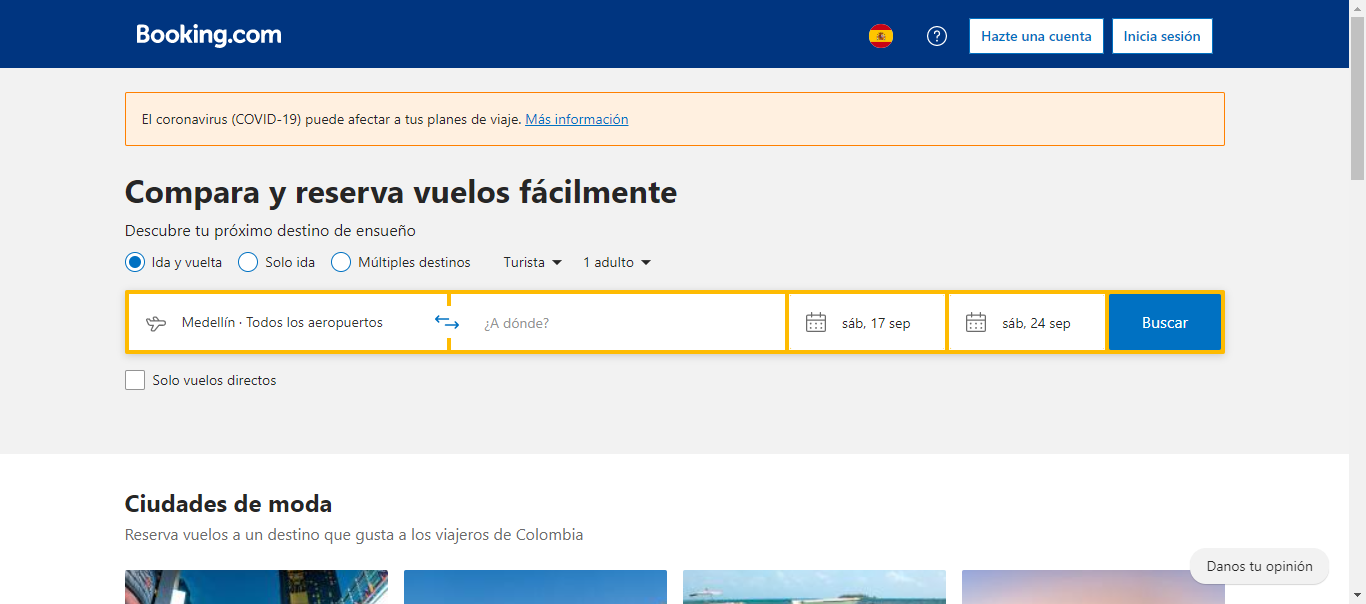 Booking.com
?
Hazte una cuenta
Inicia sesión
El coronavirus (COVID-19) puede afectar a tus planes de viaje. Más información
Compara y reserva vuelos fácilmente
Descubre tu próximo destino de ensueño
Ida y vuelta
Solo ida
Múltiples destinos
Turista
1 adulto
Medellín · Todos los aeropuertos
¿A dónde?
sáb, 17 sep
sáb, 24 sep
Buscar
Solo vuelos directos
Ciudades de moda
Reserva vuelos a un destino que gusta a los viajeros de Colombia
Danos tu opinión